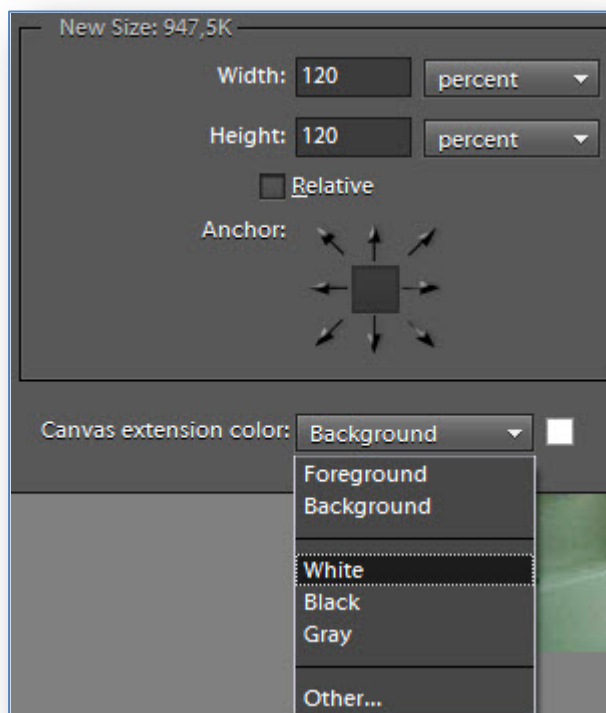 New Size: 947,5K
Width: 120 percent
Height: 120 percent
Relative
Anchor:
Canvas extension color: Background
Foreground
Background
White
Black
Gray
Other...